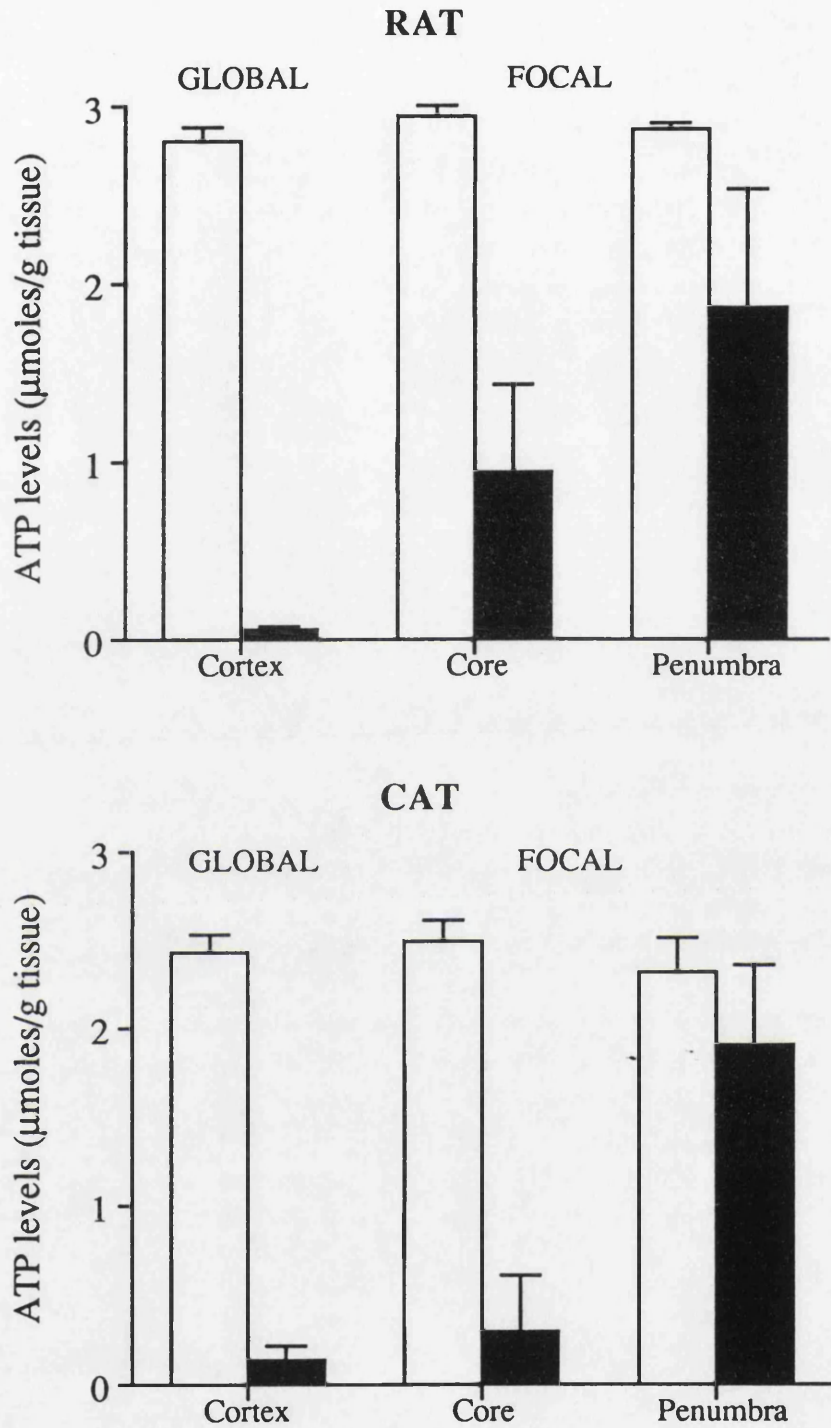 RAT
GLOBAL FOCAL
ATP levels (µmoles/g tissue)
3
2
1
0
Cortex Core Penumbra
CAT
GLOBAL FOCAL
ATP levels (µmoles/g tissue)
3
2
1
0
Cortex Core Penumbra